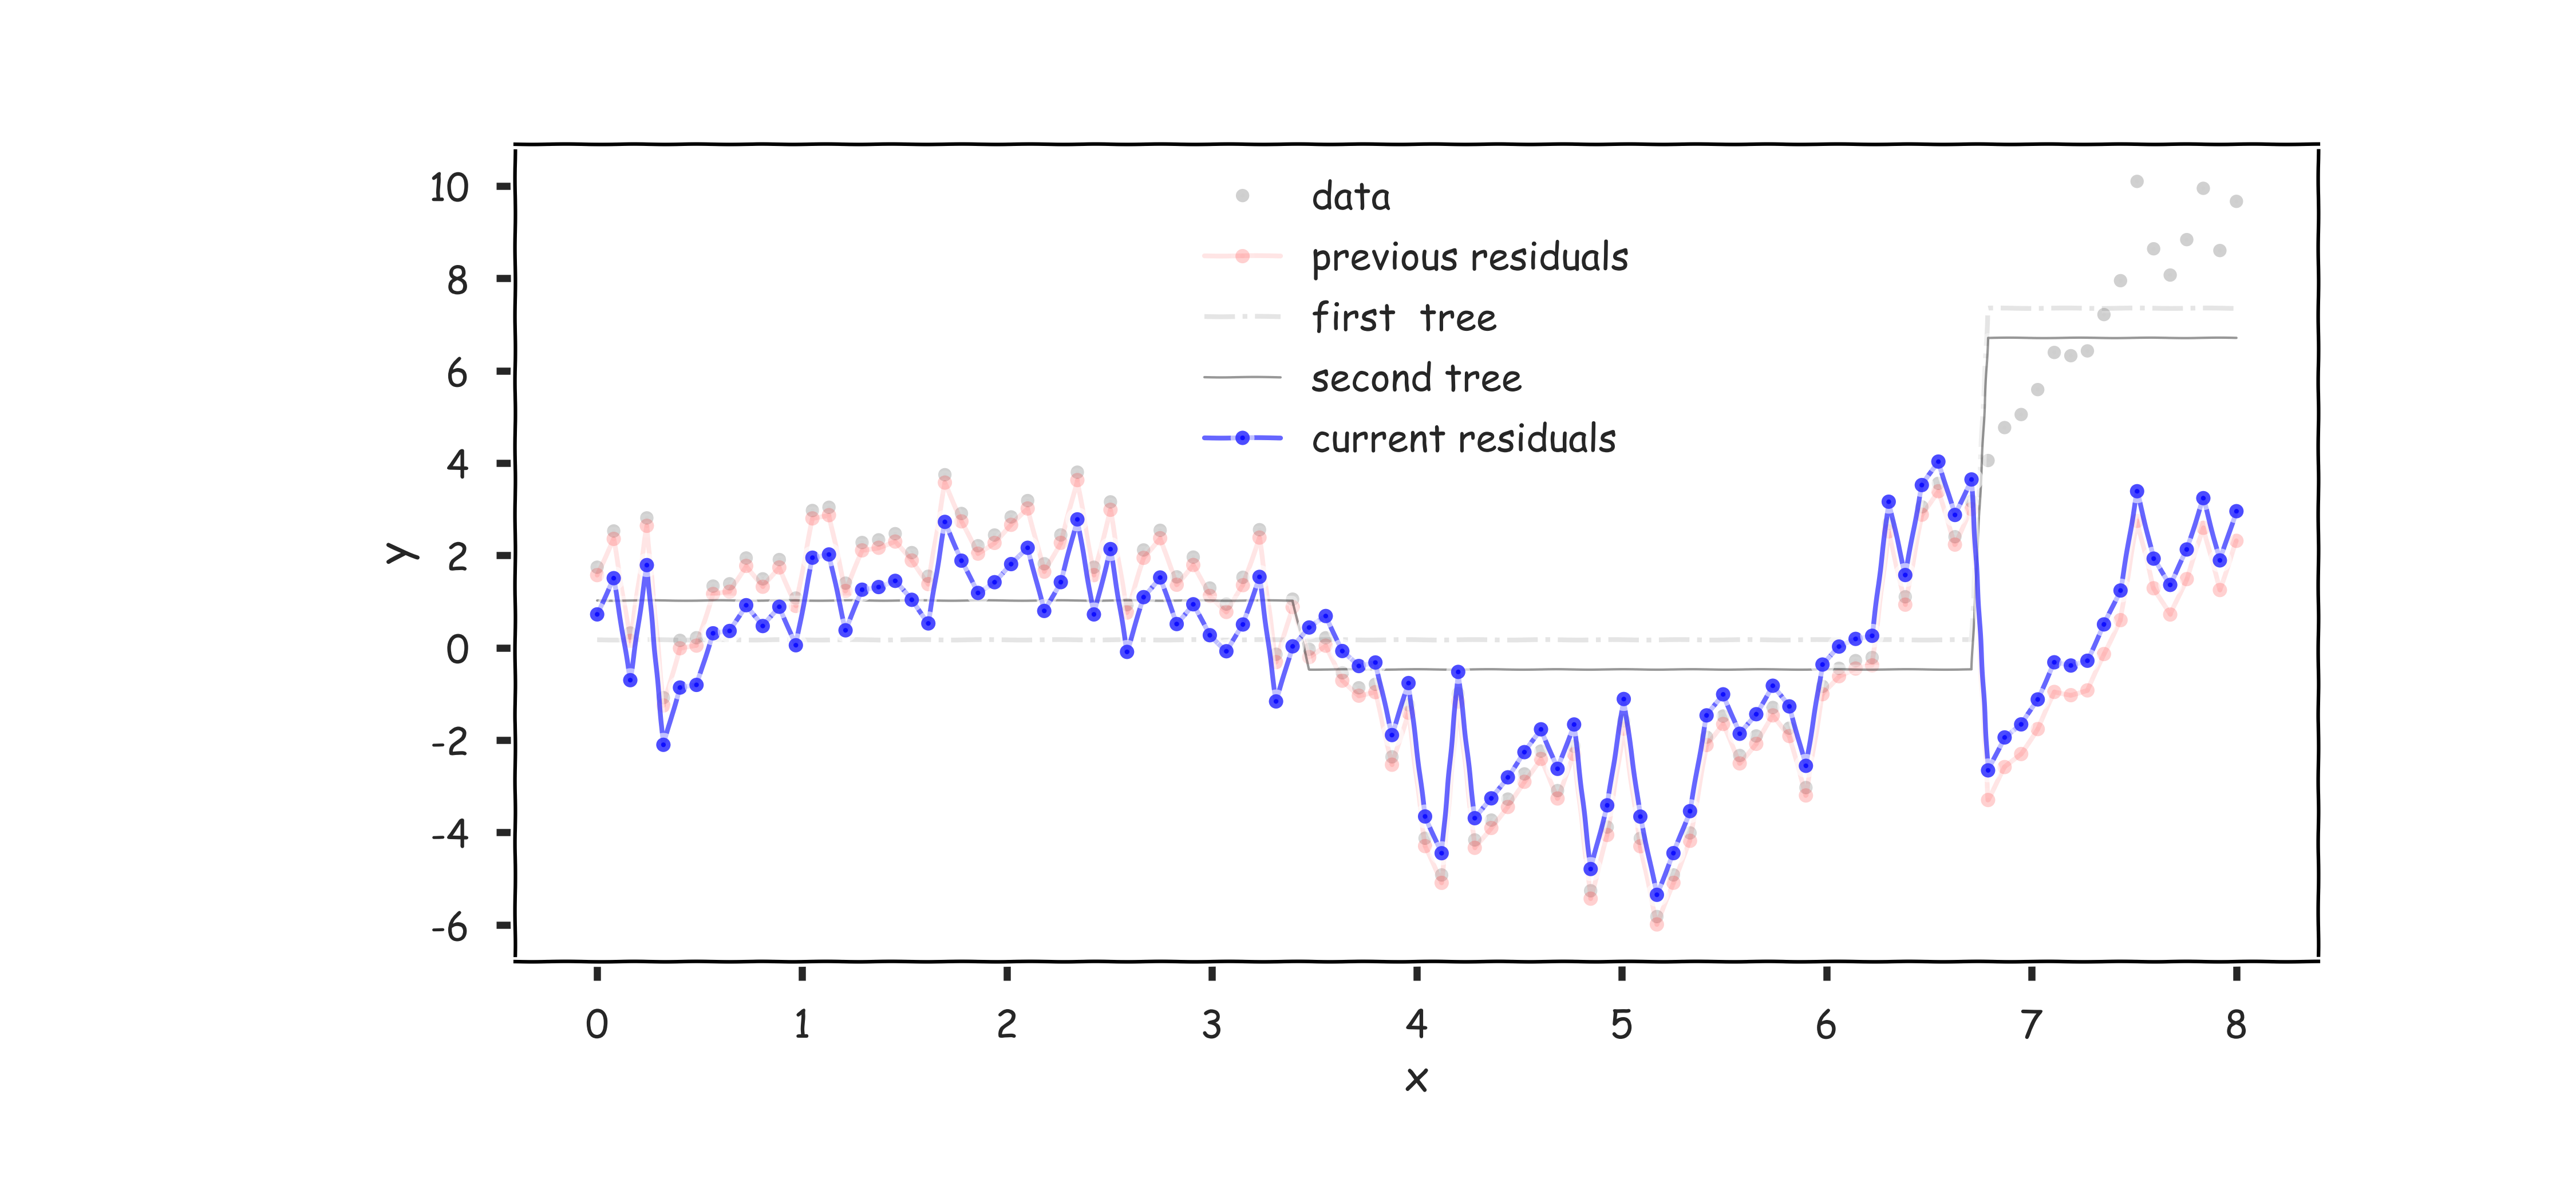 10
8
6
4
2
0
-2
-4
-6
y
data
previous residuals
first tree
second tree
current residuals
0 1 2 3 4 5 6 7 8
x